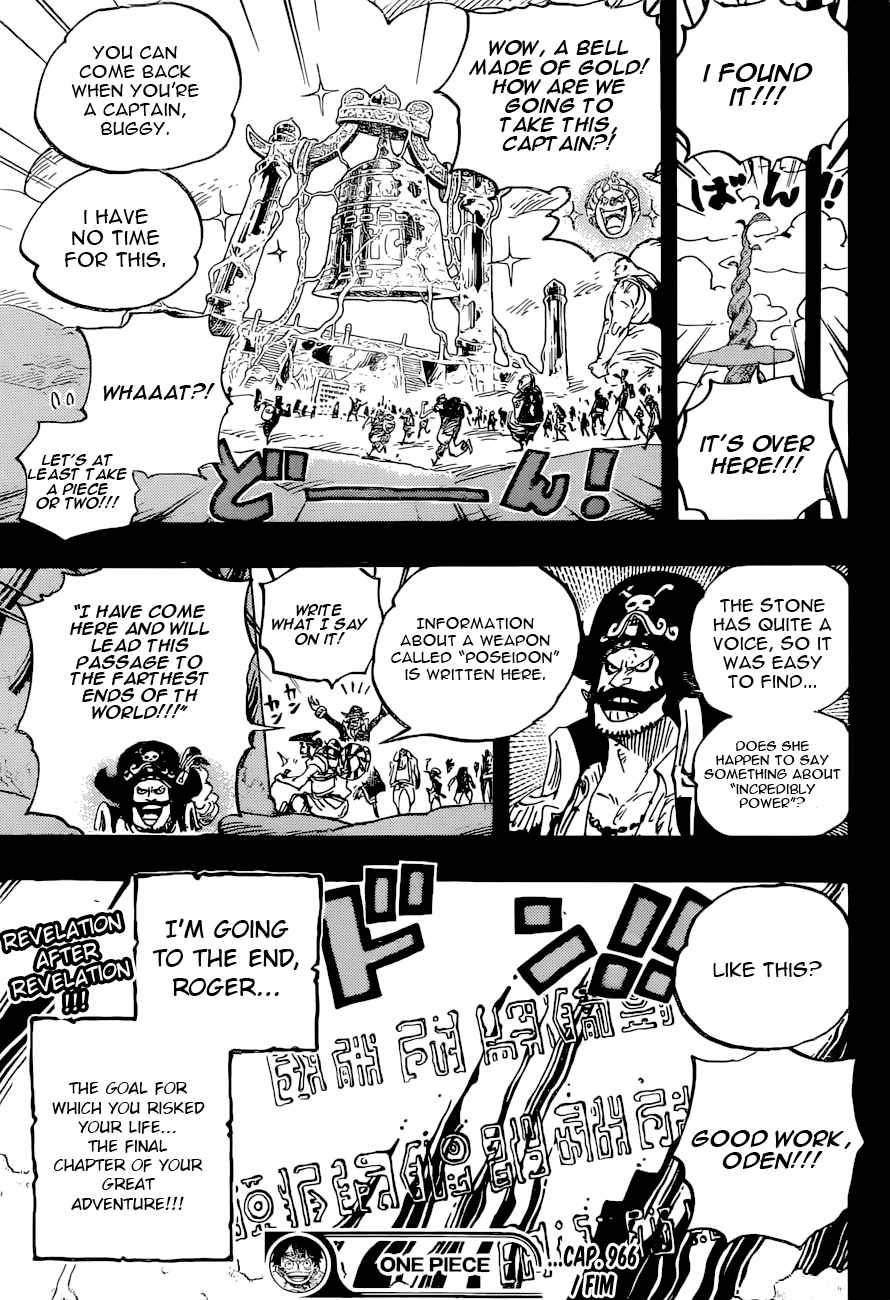 I FOUND
IT!!!
ばん!!
IT'S OVER
HERE!!!
WOW, A BELL
MADE OF GOLD!
HOW ARE WE
GOING TO
TAKE THIS,
CAPTAIN?!
YOU CAN
COME BACK
WHEN YOU'RE
A CAPTAIN,
BUGGY.
I HAVE
NO TIME
FOR THIS.
WHAAAT?!
LET'S AT
LEAST TAKE
A PIECE
OR TWO!!!
どーん!
THE STONE
HAS QUITE A
VOICE, SO IT
WAS EASY
TO FIND...
DOES SHE
HAPPEN TO SAY
SOMETHING ABOUT
"INCREDIBLY
POWER"?
INFORMATION
ABOUT A WEAPON
CALLED "POSEIDON"
IS WRITTEN HERE.
WRITE
WHAT I SAY
ON IT!
カン
カン
"I HAVE COME
HERE AND WILL
LEAD THIS
PASSAGE TO
THE FARTHEST
ENDS OF TH
WORLD!!!"
LIKE THIS?
GOOD WORK,
ODEN!!!
ドン!!
I'M GOING
TO THE END,
ROGER...
THE GOAL FOR
WHICH YOU RISKED
YOUR LIFE...
THE FINAL
CHAPTER OF YOUR
GREAT
ADVENTURE!!!
REVELATION
AFTER
REVELATION
!!!
ONE PIECE
...CAP. 966
FIM